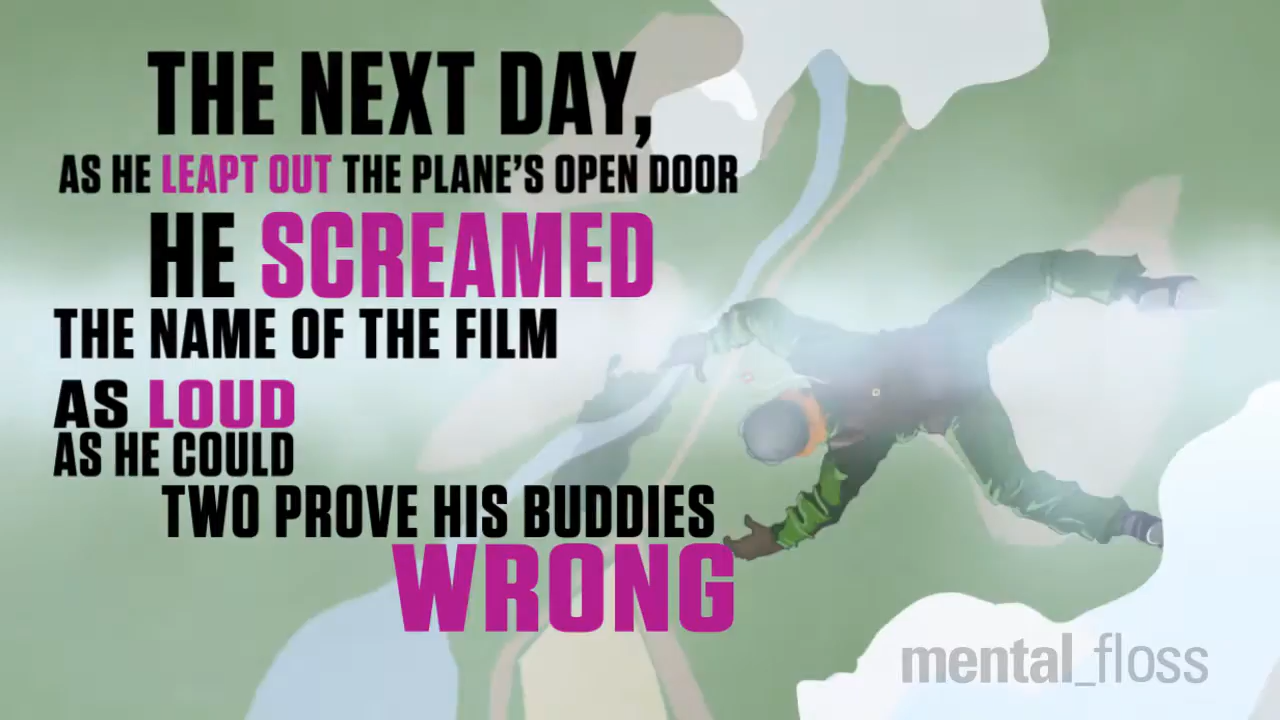 THE NEXT DAY,
AS HE LEAPT OUT THE PLANE'S OPEN DOOR
HE SCREAMED
THE NAME OF THE FILM
AS LOUD
AS HE COULD
TWO PROVE HIS BUDDIES
WRONG
mental_floss